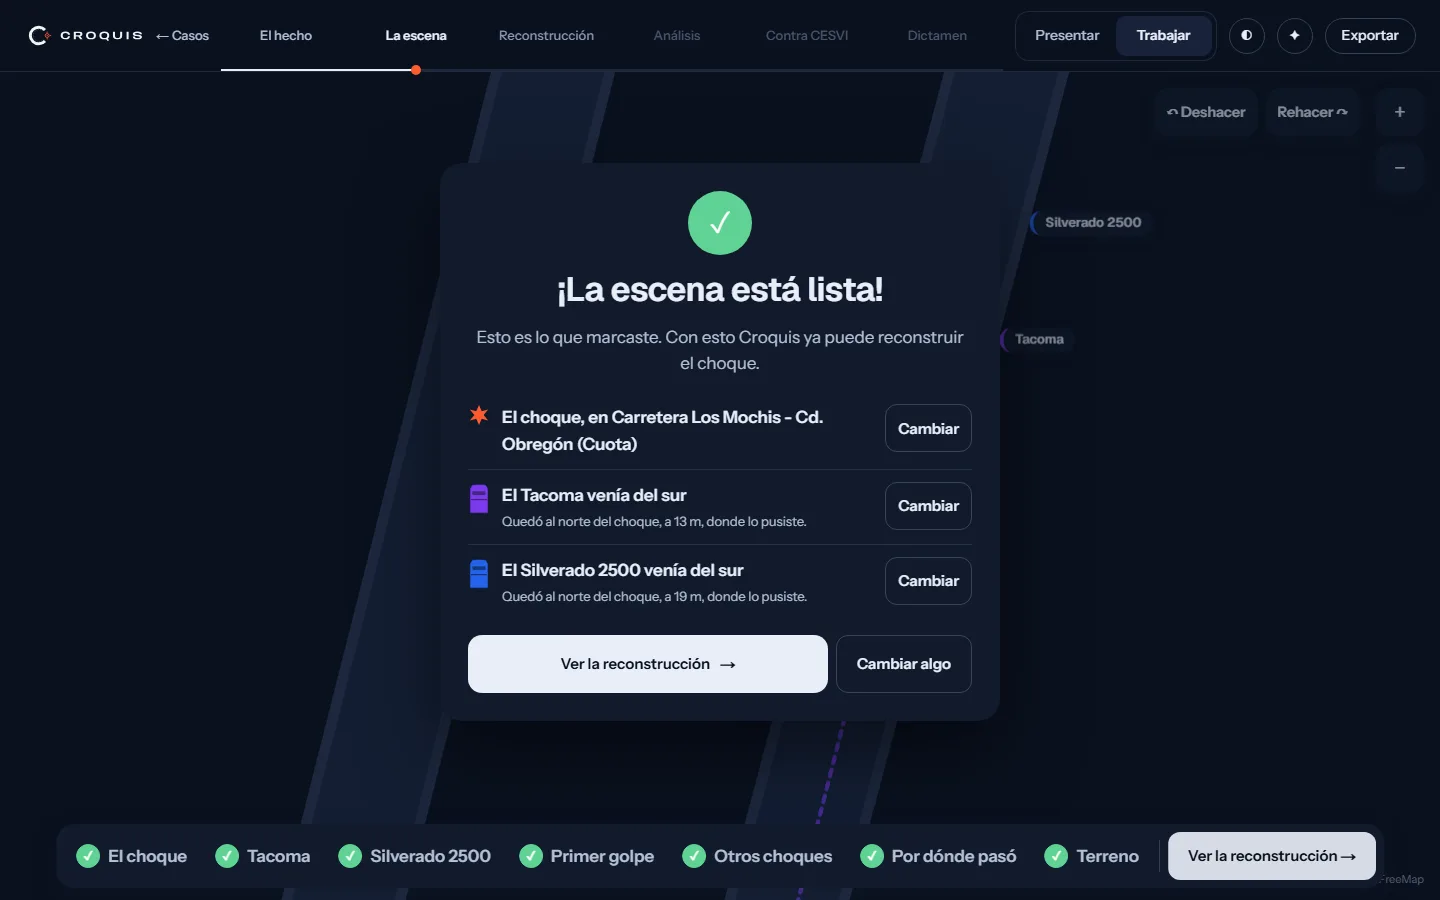 CROQUIS
← Casos
El hecho
La escena
Reconstrucción
Análisis
Contra CESVI
Dictamen
Presentar
Trabajar
Exportar
Deshacer
Rehacer
+
−
Silverado 2500
Tacoma
¡La escena está lista!
Esto es lo que marcaste. Con esto Croquis ya puede reconstruir
el choque.
El choque, en Carretera Los Mochis - Cd.
Obregón (Cuota)
Cambiar
El Tacoma venía del sur
Quedó al norte del choque, a 13 m, donde lo pusiste.
Cambiar
El Silverado 2500 venía del sur
Quedó al norte del choque, a 19 m, donde lo pusiste.
Cambiar
Ver la reconstrucción →
Cambiar algo
El choque
Tacoma
Silverado 2500
Primer golpe
Otros choques
Por dónde pasó
Terreno
Ver la reconstrucción →
FreeMap